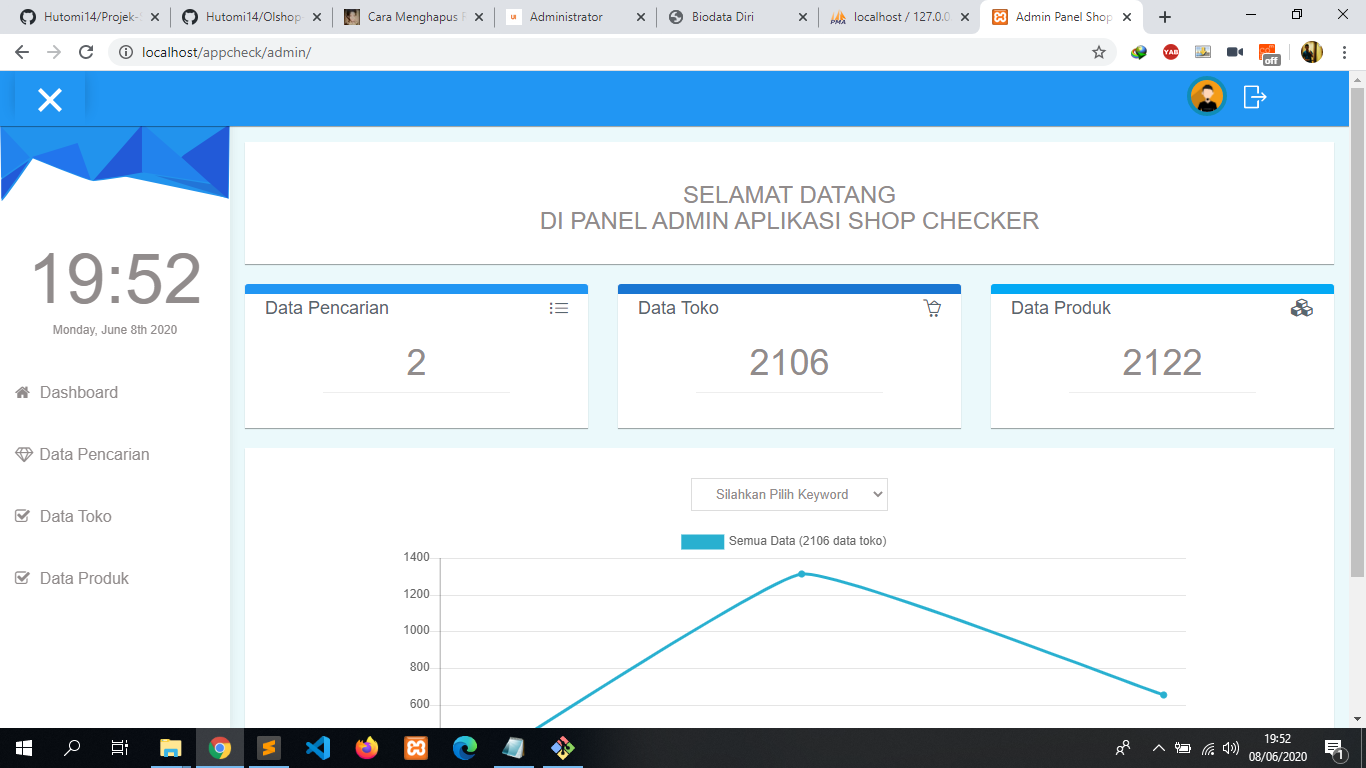 Hutomi14/Projek-S
Hutomi14/Olshop
Cara Menghapus F
Administrator
Biodata Diri
localhost / 127.0.0
Admin Panel Shop
localhost/appcheck/admin/
YAB
off
SELAMAT DATANG
DI PANEL ADMIN APLIKASI SHOP CHECKER
19:52
Monday, June 8th 2020
Dashboard
Data Pencarian
Data Toko
Data Produk
Data Pencarian
2
Data Toko
2106
Data Produk
2122
Silahkan Pilih Keyword
Semua Data (2106 data toko)
1400
1200
1000
800
600
19:52
08/06/2020
1